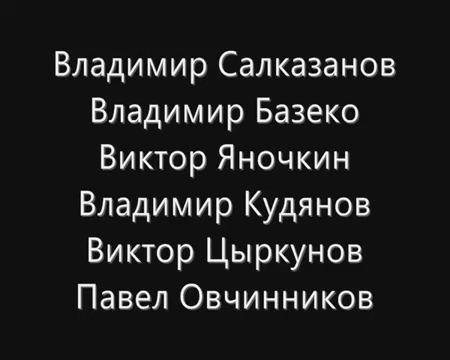 Владимир Салказанов
Владимир Базеко
Виктор Яночкин
Владимир Кудянов
Виктор Цыркунов
Павел Овчинников